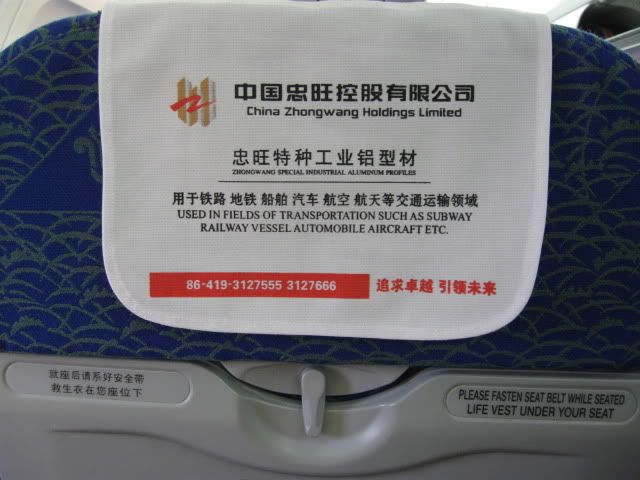 中国忠旺控股有限公司
China Zhongwang Holdings Limited
忠旺特种工业铝型材
ZHONGWANG SPECIAL INDUSTRIAL ALUMINUM PROFILES
用于铁路 地铁 船舶 汽车 航空 航天等交通运输领域
USED IN FIELDS OF TRANSPORTATION SUCH AS SUBWAY
RAILWAY VESSEL AUTOMOBILE AIRCRAFT ETC.
86-419-3127555 3127666 追求卓越 引领未来
就座后请系好安全带
救生衣在您座位下
PLEASE FASTEN SEAT BELT WHILE SEATED
LIFE VEST UNDER YOUR SEAT